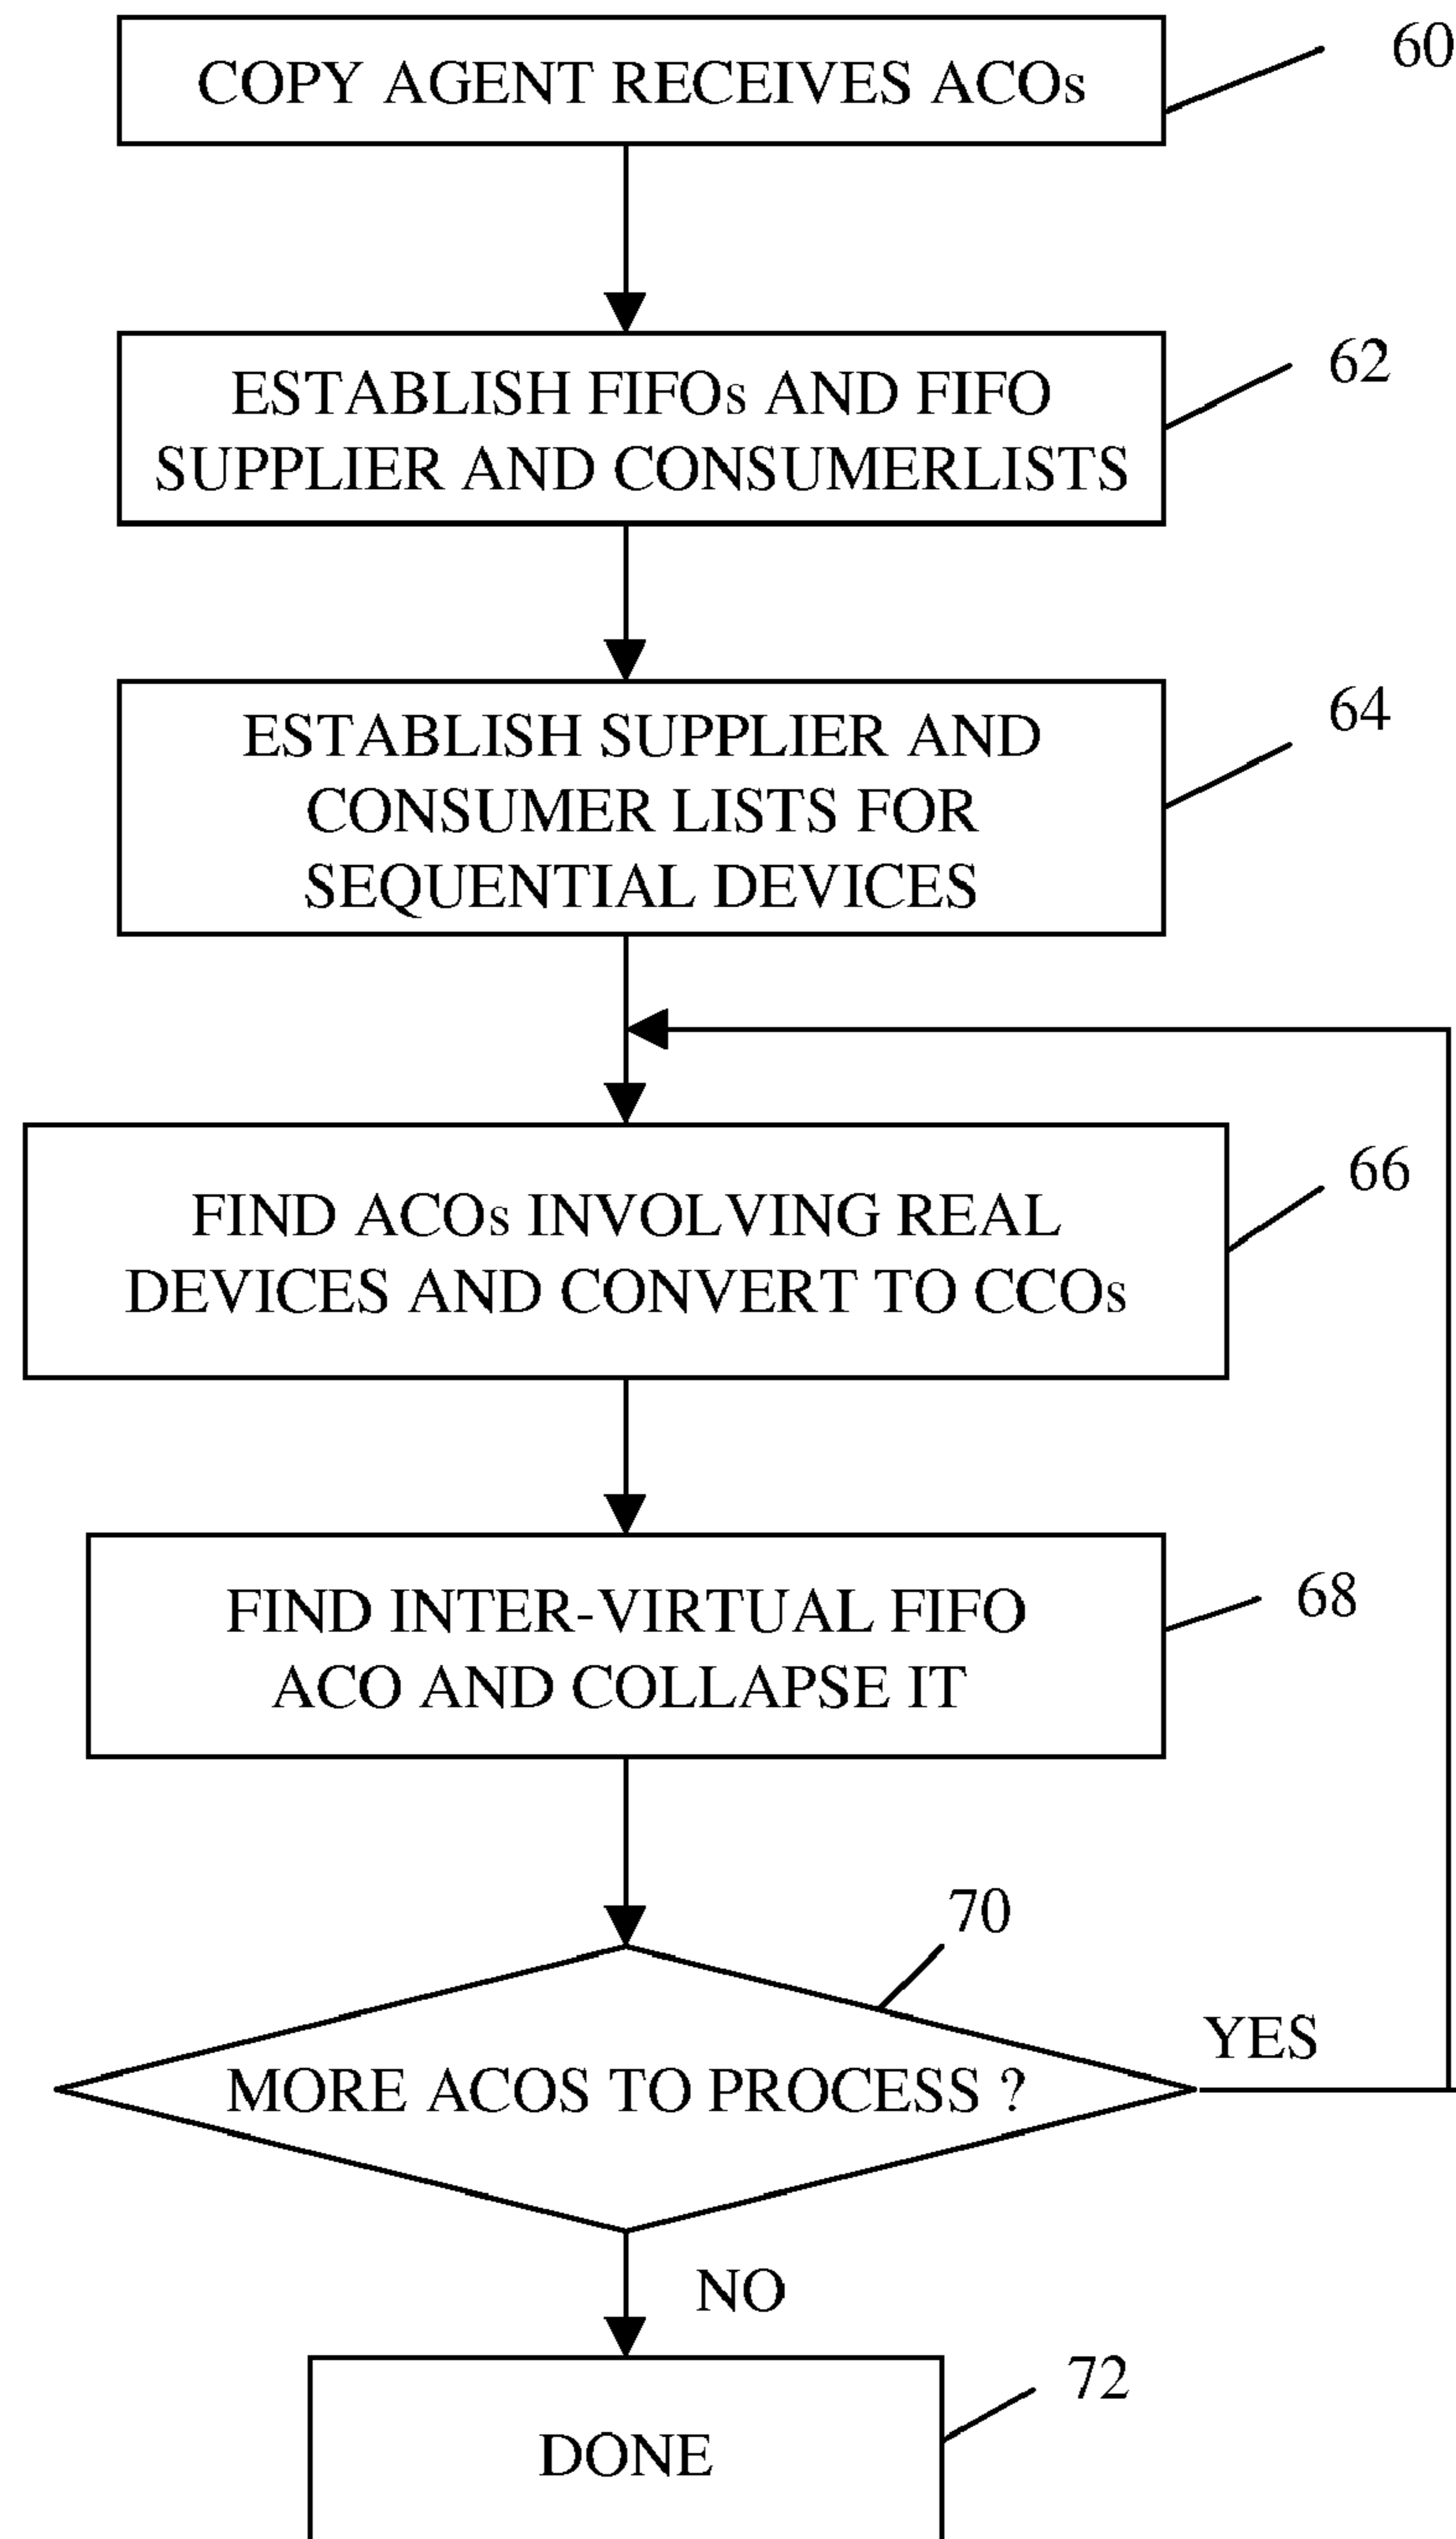 COPY AGENT RECEIVES ACOs
60
ESTABLISH FIFOs AND FIFO
SUPPLIER AND CONSUMERLISTS
62
ESTABLISH SUPPLIER AND
CONSUMER LISTS FOR
SEQUENTIAL DEVICES
64
FIND ACOs INVOLVING REAL
DEVICES AND CONVERT TO CCOs
66
FIND INTER-VIRTUAL FIFO
ACO AND COLLAPSE IT
68
70
MORE ACOS TO PROCESS ?
YES
NO
72
DONE